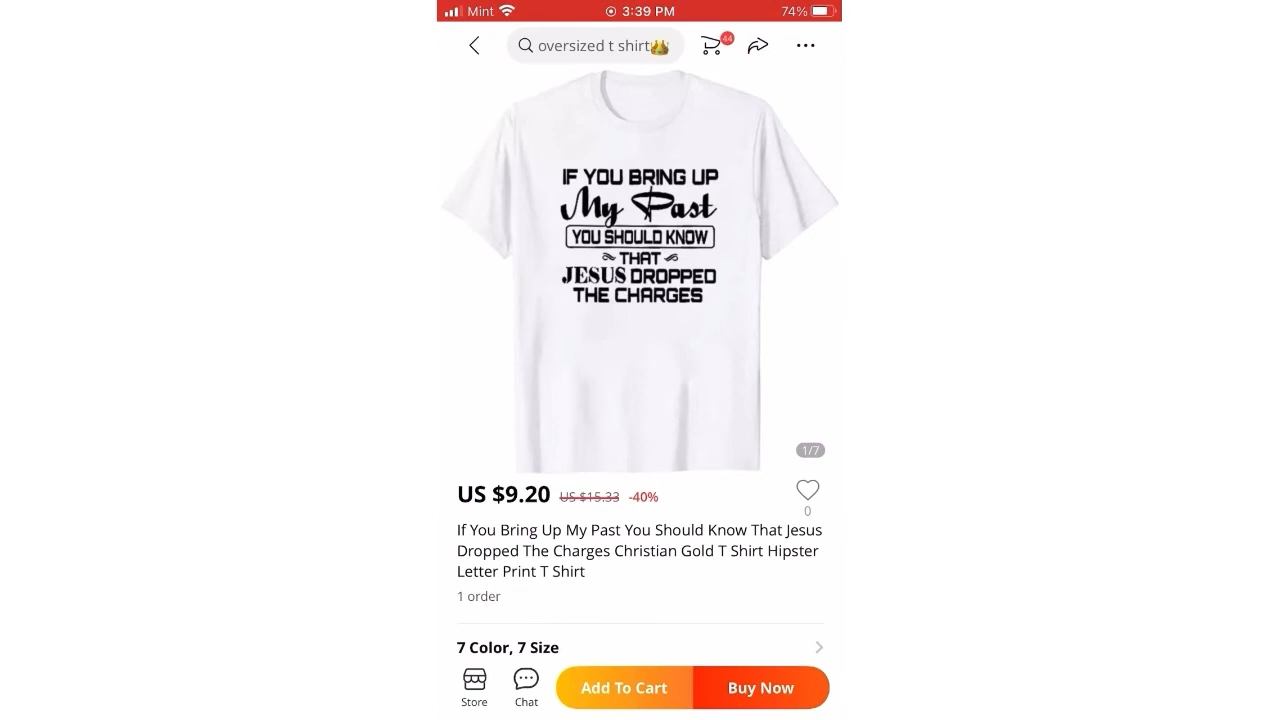 Mint 3:39 PM 74%
oversized t shirt 44
IF YOU BRING UP
My Past
YOU SHOULD KNOW
THAT
JESUS DROPPED
THE CHARGES
1/7
US $9.20 US $15.33 -40%
0
If You Bring Up My Past You Should Know That Jesus
Dropped The Charges Christian Gold T Shirt Hipster
Letter Print T Shirt
1 order
7 Color, 7 Size
Store Chat Add To Cart Buy Now